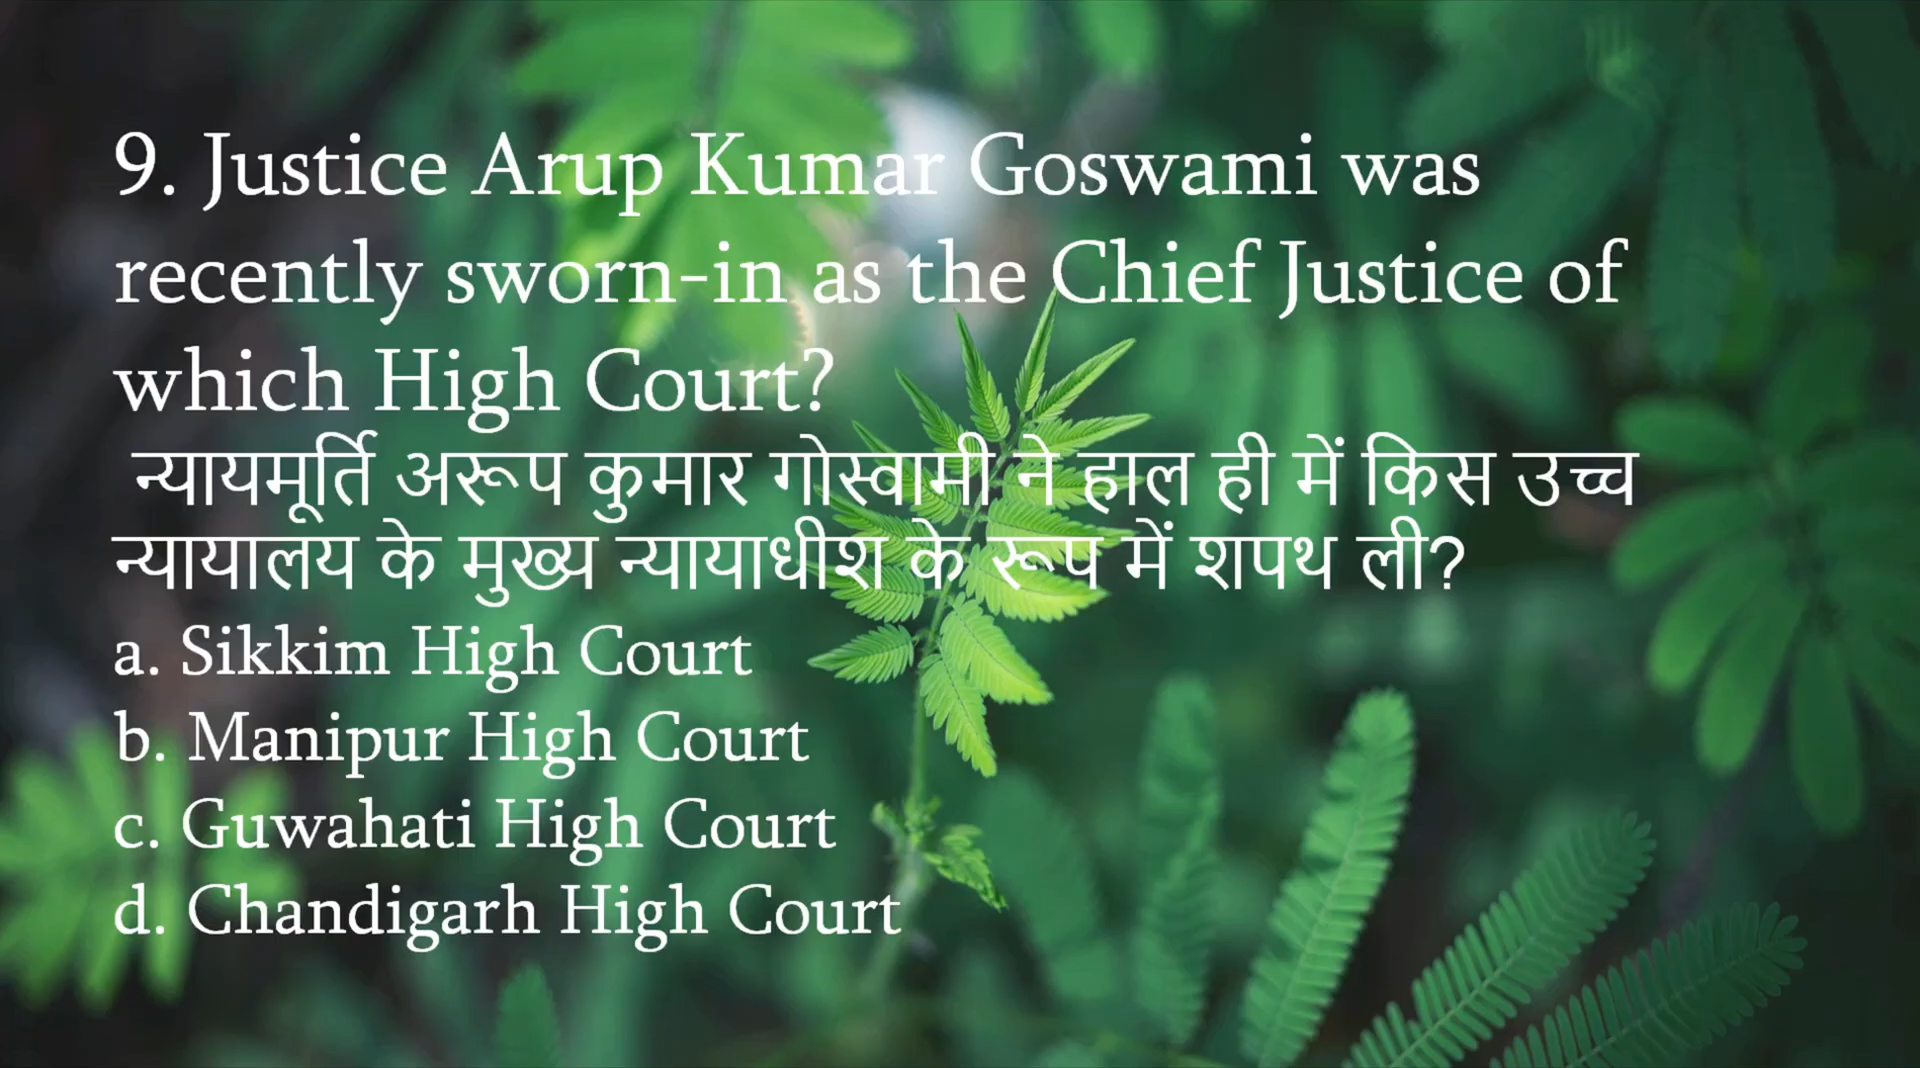 9. Justice Arup Kumar Goswami was
recently sworn-in as the Chief Justice of
which High Court?
न्यायमूर्ति अरूप कुमार गोस्वामी ने हाल ही में किस उच्च
न्यायालय के मुख्य न्यायाधीश के रूप में शपथ ली?
a. Sikkim High Court
b. Manipur High Court
c. Guwahati High Court
d. Chandigarh High Court